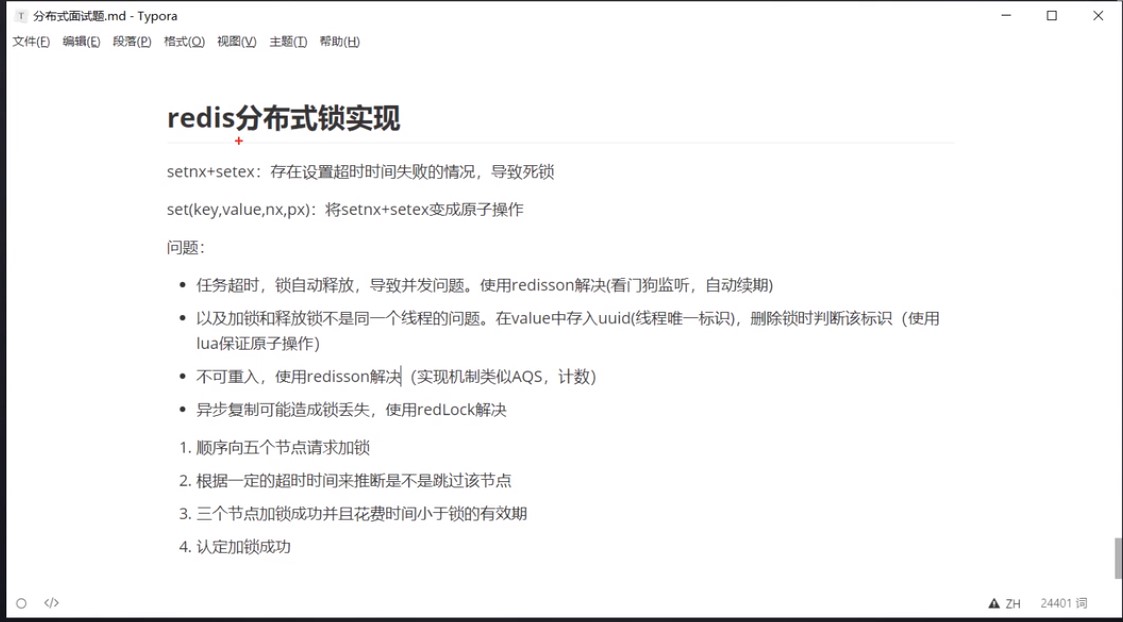 T 分布式面试题.md - Typora
文件(F) 编辑(E) 段落(P) 格式(O) 视图(V) 主题(T) 帮助(H)
redis分布式锁实现
setnx+setex：存在设置超时时间失败的情况，导致死锁
set(key,value,nx,px)：将setnx+setex变成原子操作
问题：
• 任务超时，锁自动释放，导致并发问题。使用redisson解决(看门狗监听，自动续期)
• 以及加锁和释放锁不是同一个线程的问题。在value中存入uuid(线程唯一标识)，删除锁时判断该标识（使用
lua保证原子操作）
• 不可重入，使用redisson解决（实现机制类似AQS，计数）
• 异步复制可能造成锁丢失，使用redLock解决
1. 顺序向五个节点请求加锁
2. 根据一定的超时时间来推断是不是跳过该节点
3. 三个节点加锁成功并且花费时间小于锁的有效期
4. 认定加锁成功
</> ZH 24401 词